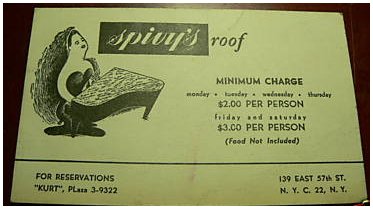 spivy's roof
MINIMUM CHARGE
monday • tuesday • wednesday • thursday
$2.00 PER PERSON
friday and saturday
$3.00 PER PERSON
(Food Not Included)
FOR RESERVATIONS
"KURT", PLaza 3-9322
139 EAST 57th ST.
N. Y. C. 22, N. Y.